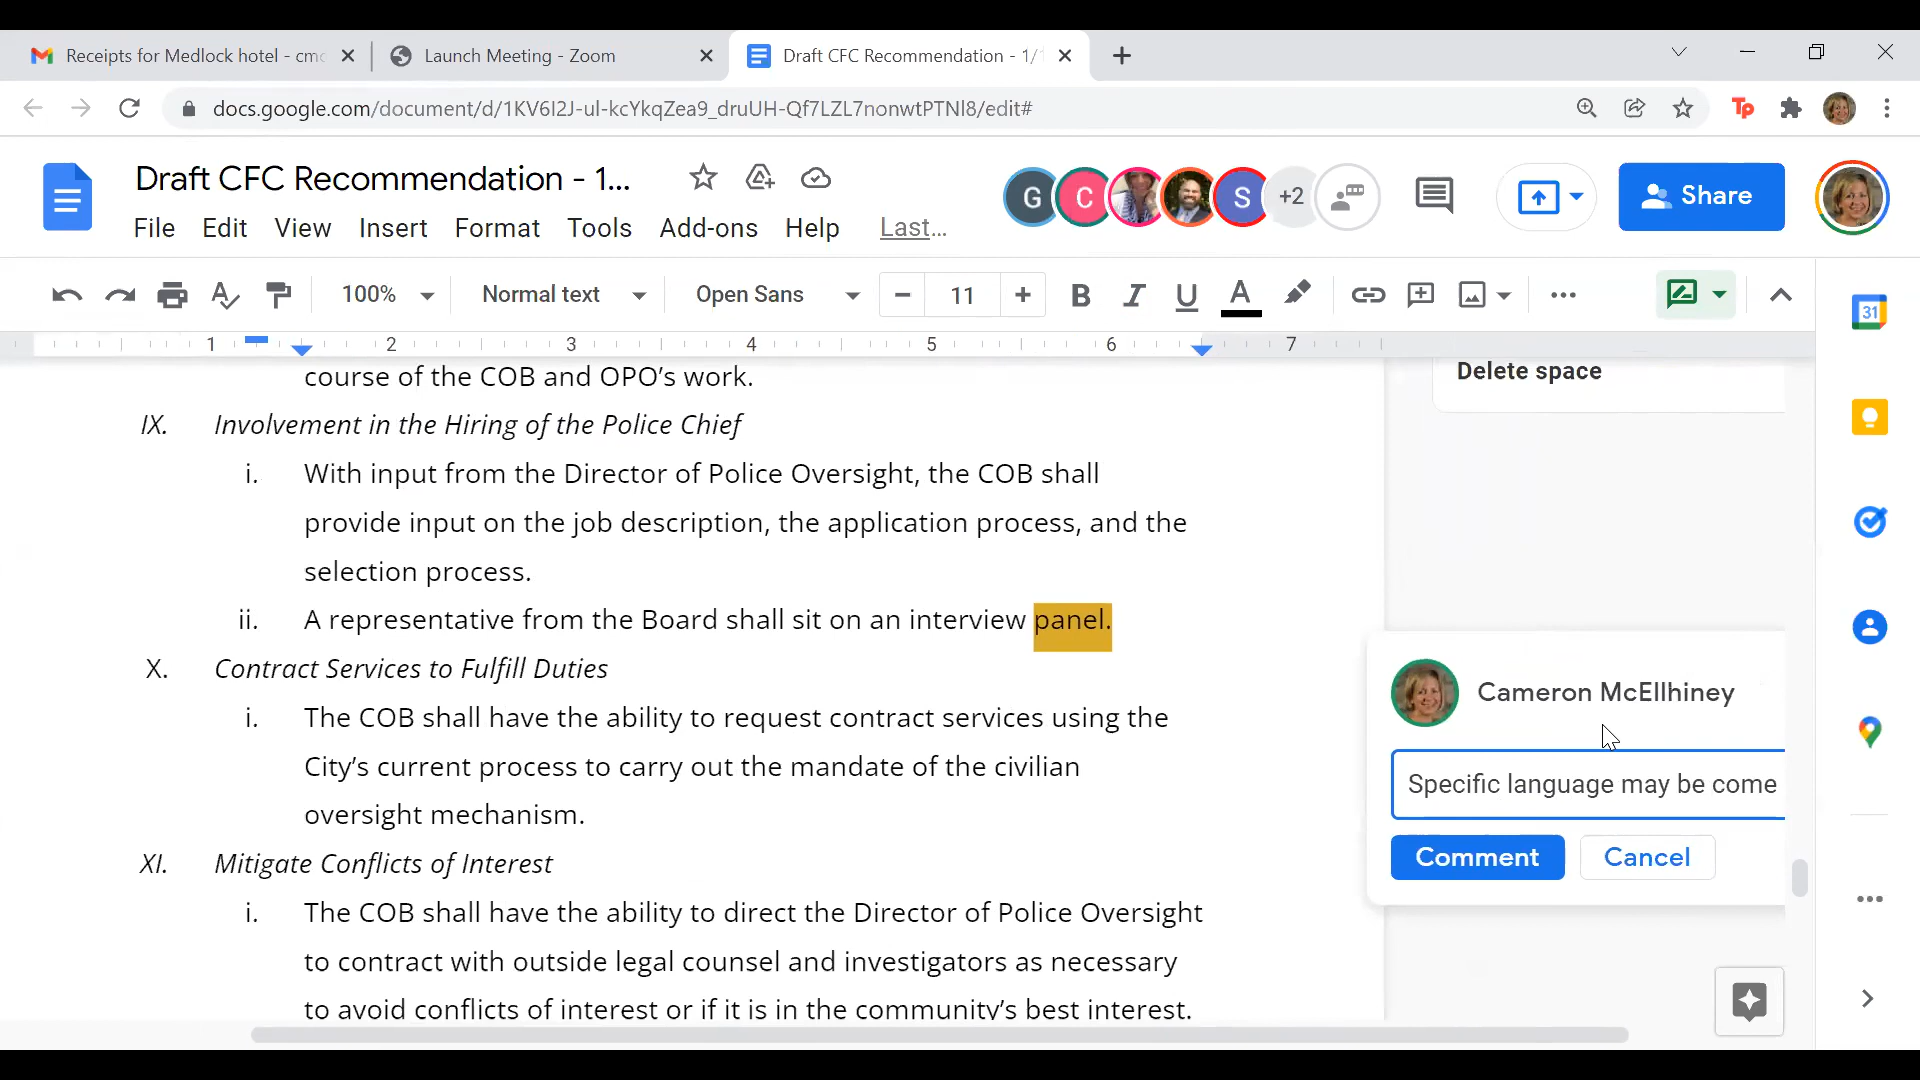 Receipts for Medlock hotel - cmc
Launch Meeting - Zoom
Draft CFC Recommendation - 1/1
docs.google.com/document/d/1KV6I2J-ul-kcYkqZea9_druUH-Qf7LZL7nonwtPTNl8/edit#
Tp
Draft CFC Recommendation - 1...
G C S +2
Share
File Edit View Insert Format Tools Add-ons Help Last...
100% Normal text Open Sans 11 B I U A
31
1 2 3 4 5 6 7
course of the COB and OPO's work.
Delete space
IX. Involvement in the Hiring of the Police Chief
i. With input from the Director of Police Oversight, the COB shall
provide input on the job description, the application process, and the
selection process.
ii. A representative from the Board shall sit on an interview panel.
X. Contract Services to Fulfill Duties
i. The COB shall have the ability to request contract services using the
City's current process to carry out the mandate of the civilian
oversight mechanism.
XI. Mitigate Conflicts of Interest
i. The COB shall have the ability to direct the Director of Police Oversight
to contract with outside legal counsel and investigators as necessary
to avoid conflicts of interest or if it is in the community's best interest.
Cameron McEllhiney
Specific language may be come
Comment Cancel